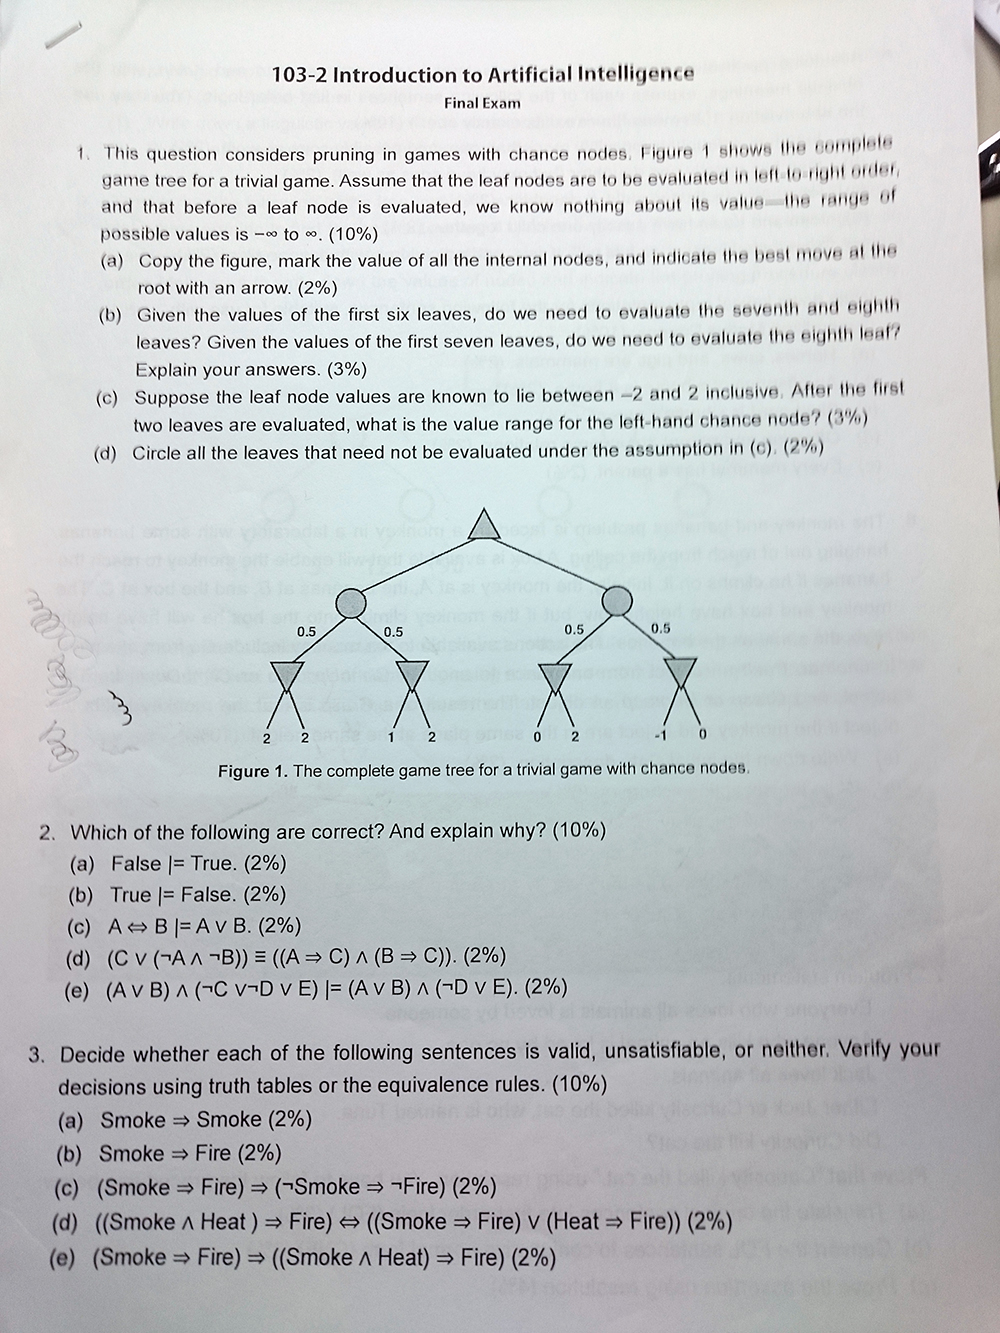 103-2 Introduction to Artificial Intelligence
Final Exam
1. This question considers pruning in games with chance nodes. Figure 1 shows the complete
game tree for a trivial game. Assume that the leaf nodes are to be evaluated in left-to-right order,
and that before a leaf node is evaluated, we know nothing about its value—the range of
possible values is −∞ to ∞. (10%)
(a) Copy the figure, mark the value of all the internal nodes, and indicate the best move at the
root with an arrow. (2%)
(b) Given the values of the first six leaves, do we need to evaluate the seventh and eighth
leaves? Given the values of the first seven leaves, do we need to evaluate the eighth leaf?
Explain your answers. (3%)
(c) Suppose the leaf node values are known to lie between −2 and 2 inclusive. After the first
two leaves are evaluated, what is the value range for the left-hand chance node? (3%)
(d) Circle all the leaves that need not be evaluated under the assumption in (c). (2%)
0.5 0.5 0.5 0.5
2 2 1 2 0 2 -1 0
Figure 1. The complete game tree for a trivial game with chance nodes.
2. Which of the following are correct? And explain why? (10%)
(a) False |= True. (2%)
(b) True |= False. (2%)
(c) A ⇔ B |= A ∨ B. (2%)
(d) (C ∨ (¬A ∧ ¬B)) ≡ ((A ⇒ C) ∧ (B ⇒ C)). (2%)
(e) (A ∨ B) ∧ (¬C ∨¬D ∨ E) |= (A ∨ B) ∧ (¬D ∨ E). (2%)
3. Decide whether each of the following sentences is valid, unsatisfiable, or neither. Verify your
decisions using truth tables or the equivalence rules. (10%)
(a) Smoke ⇒ Smoke (2%)
(b) Smoke ⇒ Fire (2%)
(c) (Smoke ⇒ Fire) ⇒ (¬Smoke ⇒ ¬Fire) (2%)
(d) ((Smoke ∧ Heat ) ⇒ Fire) ⇔ ((Smoke ⇒ Fire) ∨ (Heat ⇒ Fire)) (2%)
(e) (Smoke ⇒ Fire) ⇒ ((Smoke ∧ Heat) ⇒ Fire) (2%)